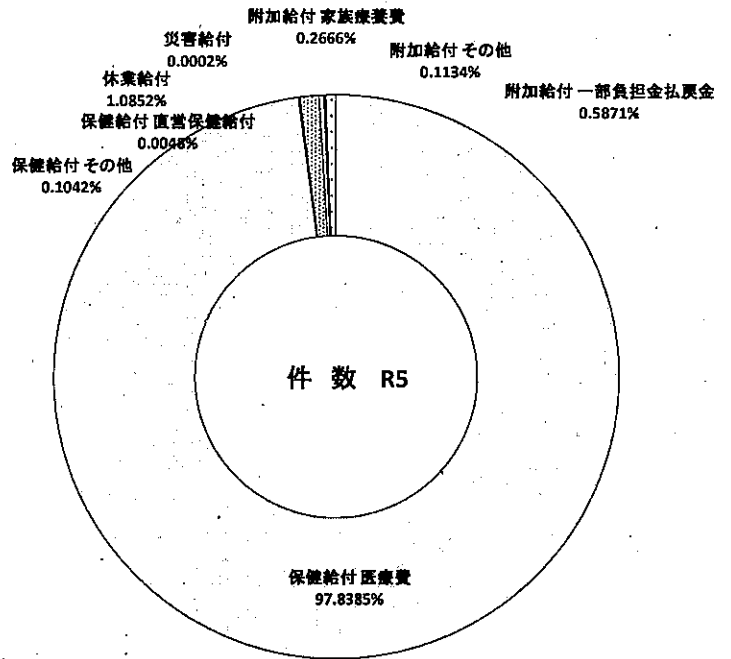 附加給付 家族療養費
0.2666%
災害給付
0.0002%
附加給付 その他
0.1134%
休業給付
1.0852%
附加給付 一部負担金払戻金
0.5871%
保健給付 直営保健給付
0.0048%
保健給付 その他
0.1042%
件 数 R5
保健給付 医療費
97.8385%